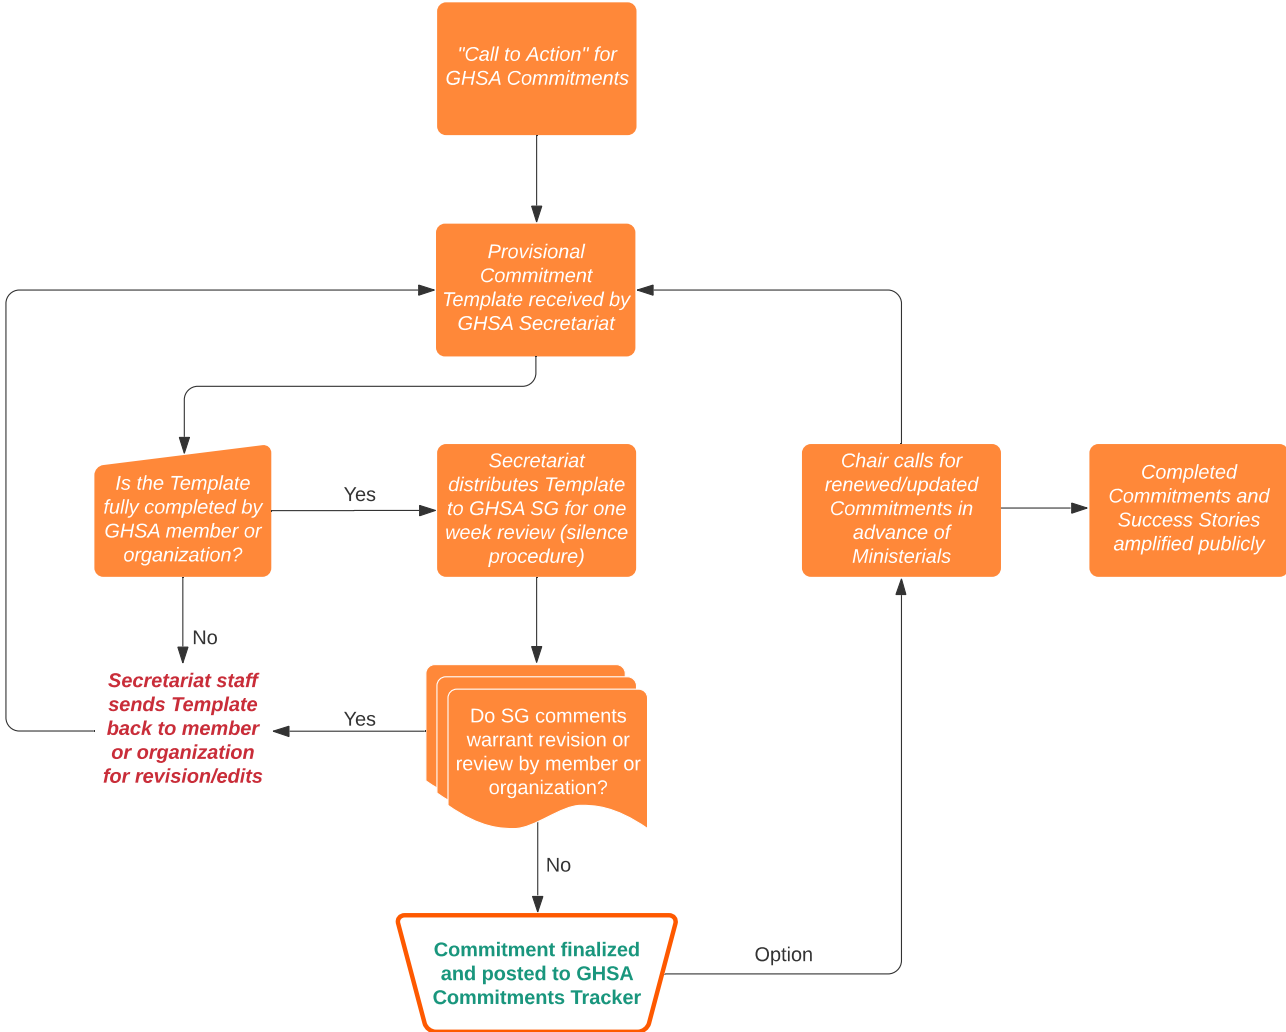 "Call to Action" for
GHSA Commitments
Provisional
Commitment
Template received by
GHSA Secretariat
Is the Template
fully completed by
GHSA member or
organization?
Yes
Secretariat
distributes Template
to GHSA SG for one
week review (silence
procedure)
Chair calls for
renewed/updated
Commitments in
advance of
Ministerials
Completed
Commitments and
Success Stories
amplified publicly
No
Secretariat staff
sends Template
back to member
or organization
for revision/edits
Yes
Do SG comments
warrant revision or
review by member or
organization?
No
Commitment finalized
and posted to GHSA
Commitments Tracker
Option